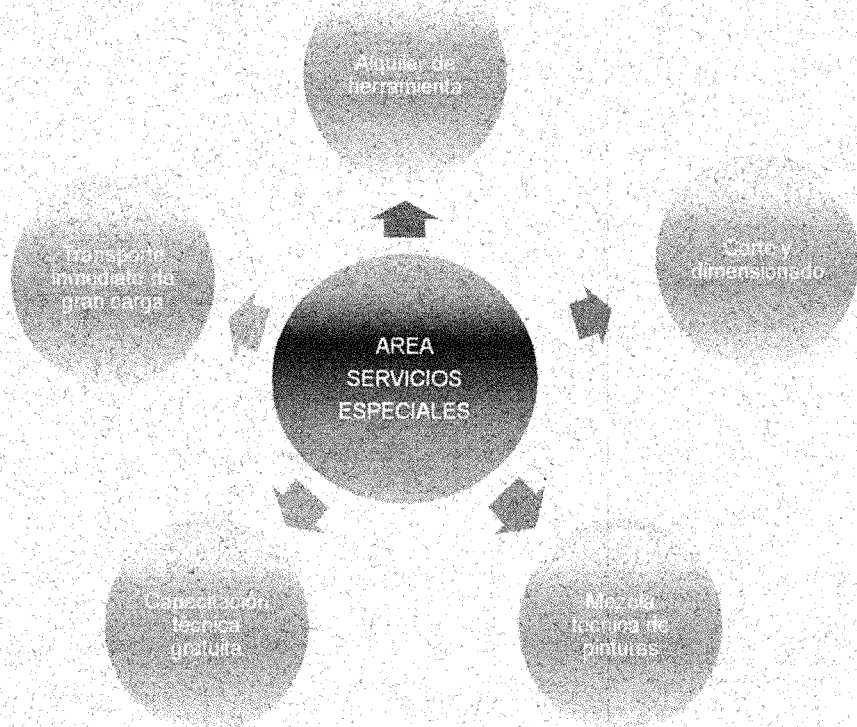 Alquiler de
herramienta
Corte y
dimensionado
Mezcla
técnica de
pinturas
Capacitación
técnica
gratuita
Transporte
inmediato de
gran carga
AREA
SERVICIOS
ESPECIALES